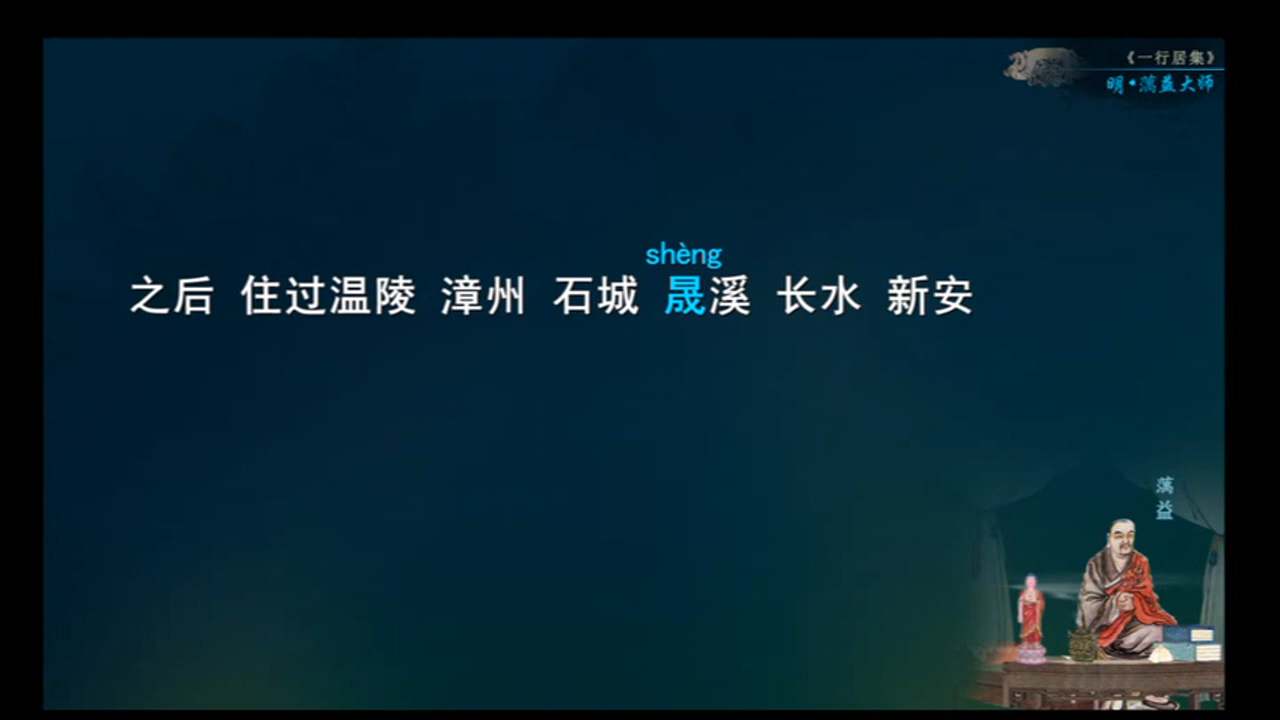 《一行居集》
明·蕅益大师
shèng
之后 住过温陵 漳州 石城 晟溪 长水 新安
蕅益